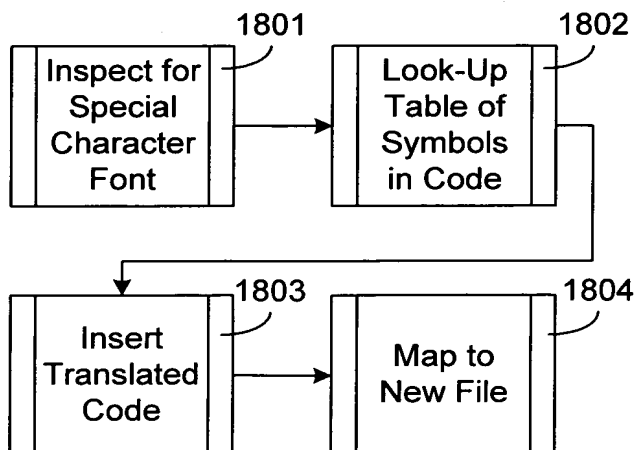 1801
Inspect for
Special
Character
Font
1802
Look-Up
Table of
Symbols
in Code
1803
Insert
Translated
Code
1804
Map to
New File